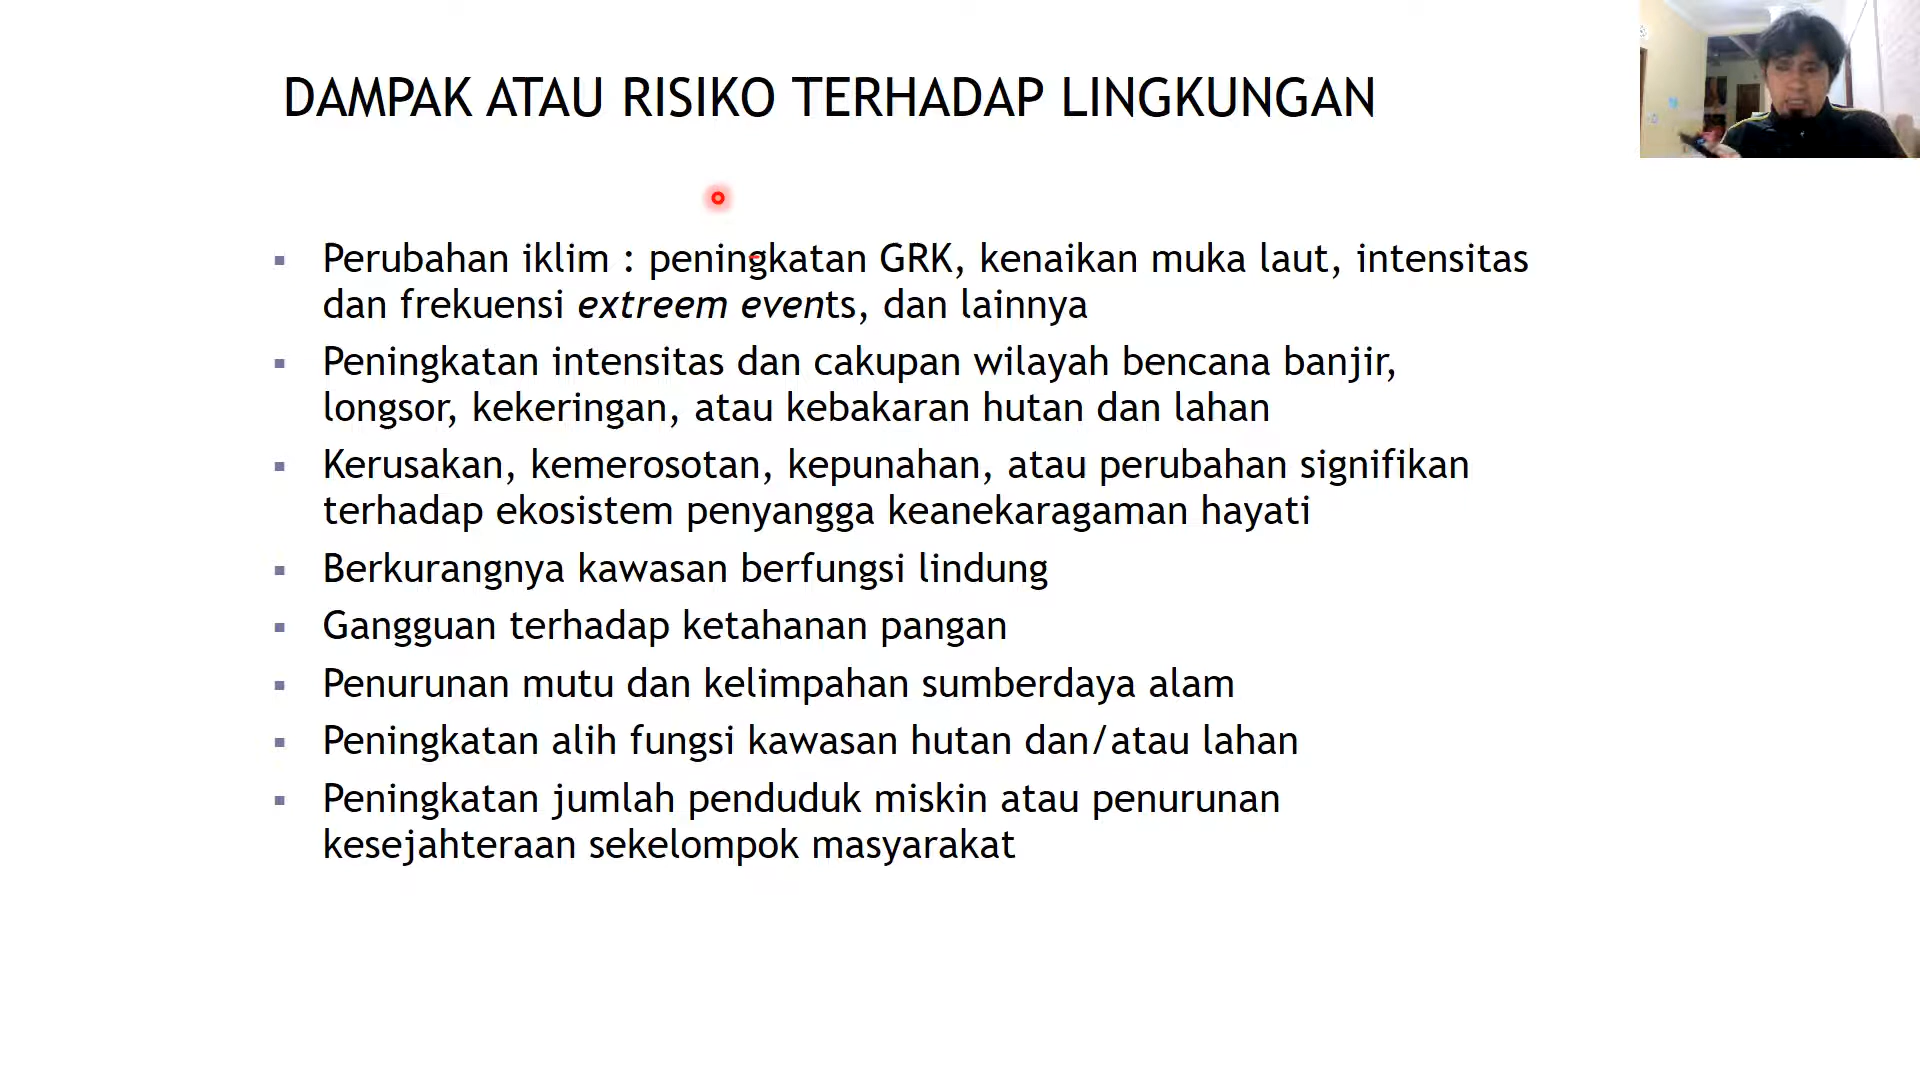 DAMPAK ATAU RISIKO TERHADAP LINGKUNGAN
▪ Perubahan iklim : peningkatan GRK, kenaikan muka laut, intensitas
dan frekuensi extreem events, dan lainnya
▪ Peningkatan intensitas dan cakupan wilayah bencana banjir,
longsor, kekeringan, atau kebakaran hutan dan lahan
▪ Kerusakan, kemerosotan, kepunahan, atau perubahan signifikan
terhadap ekosistem penyangga keanekaragaman hayati
▪ Berkurangnya kawasan berfungsi lindung
▪ Gangguan terhadap ketahanan pangan
▪ Penurunan mutu dan kelimpahan sumberdaya alam
▪ Peningkatan alih fungsi kawasan hutan dan/atau lahan
▪ Peningkatan jumlah penduduk miskin atau penurunan
kesejahteraan sekelompok masyarakat